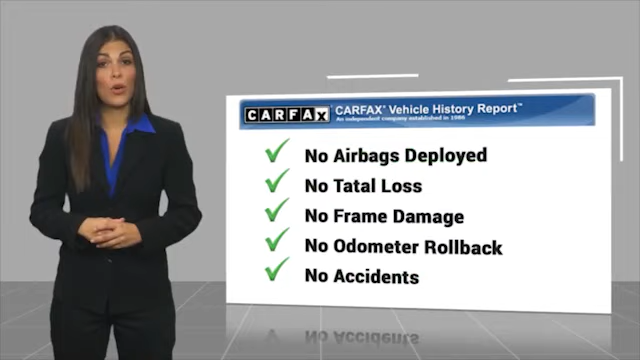 CARFAX CARFAX® Vehicle History Report™
An independent company established in 1986
No Airbags Deployed
No Tatal Loss
No Frame Damage
No Odometer Rollback
No Accidents